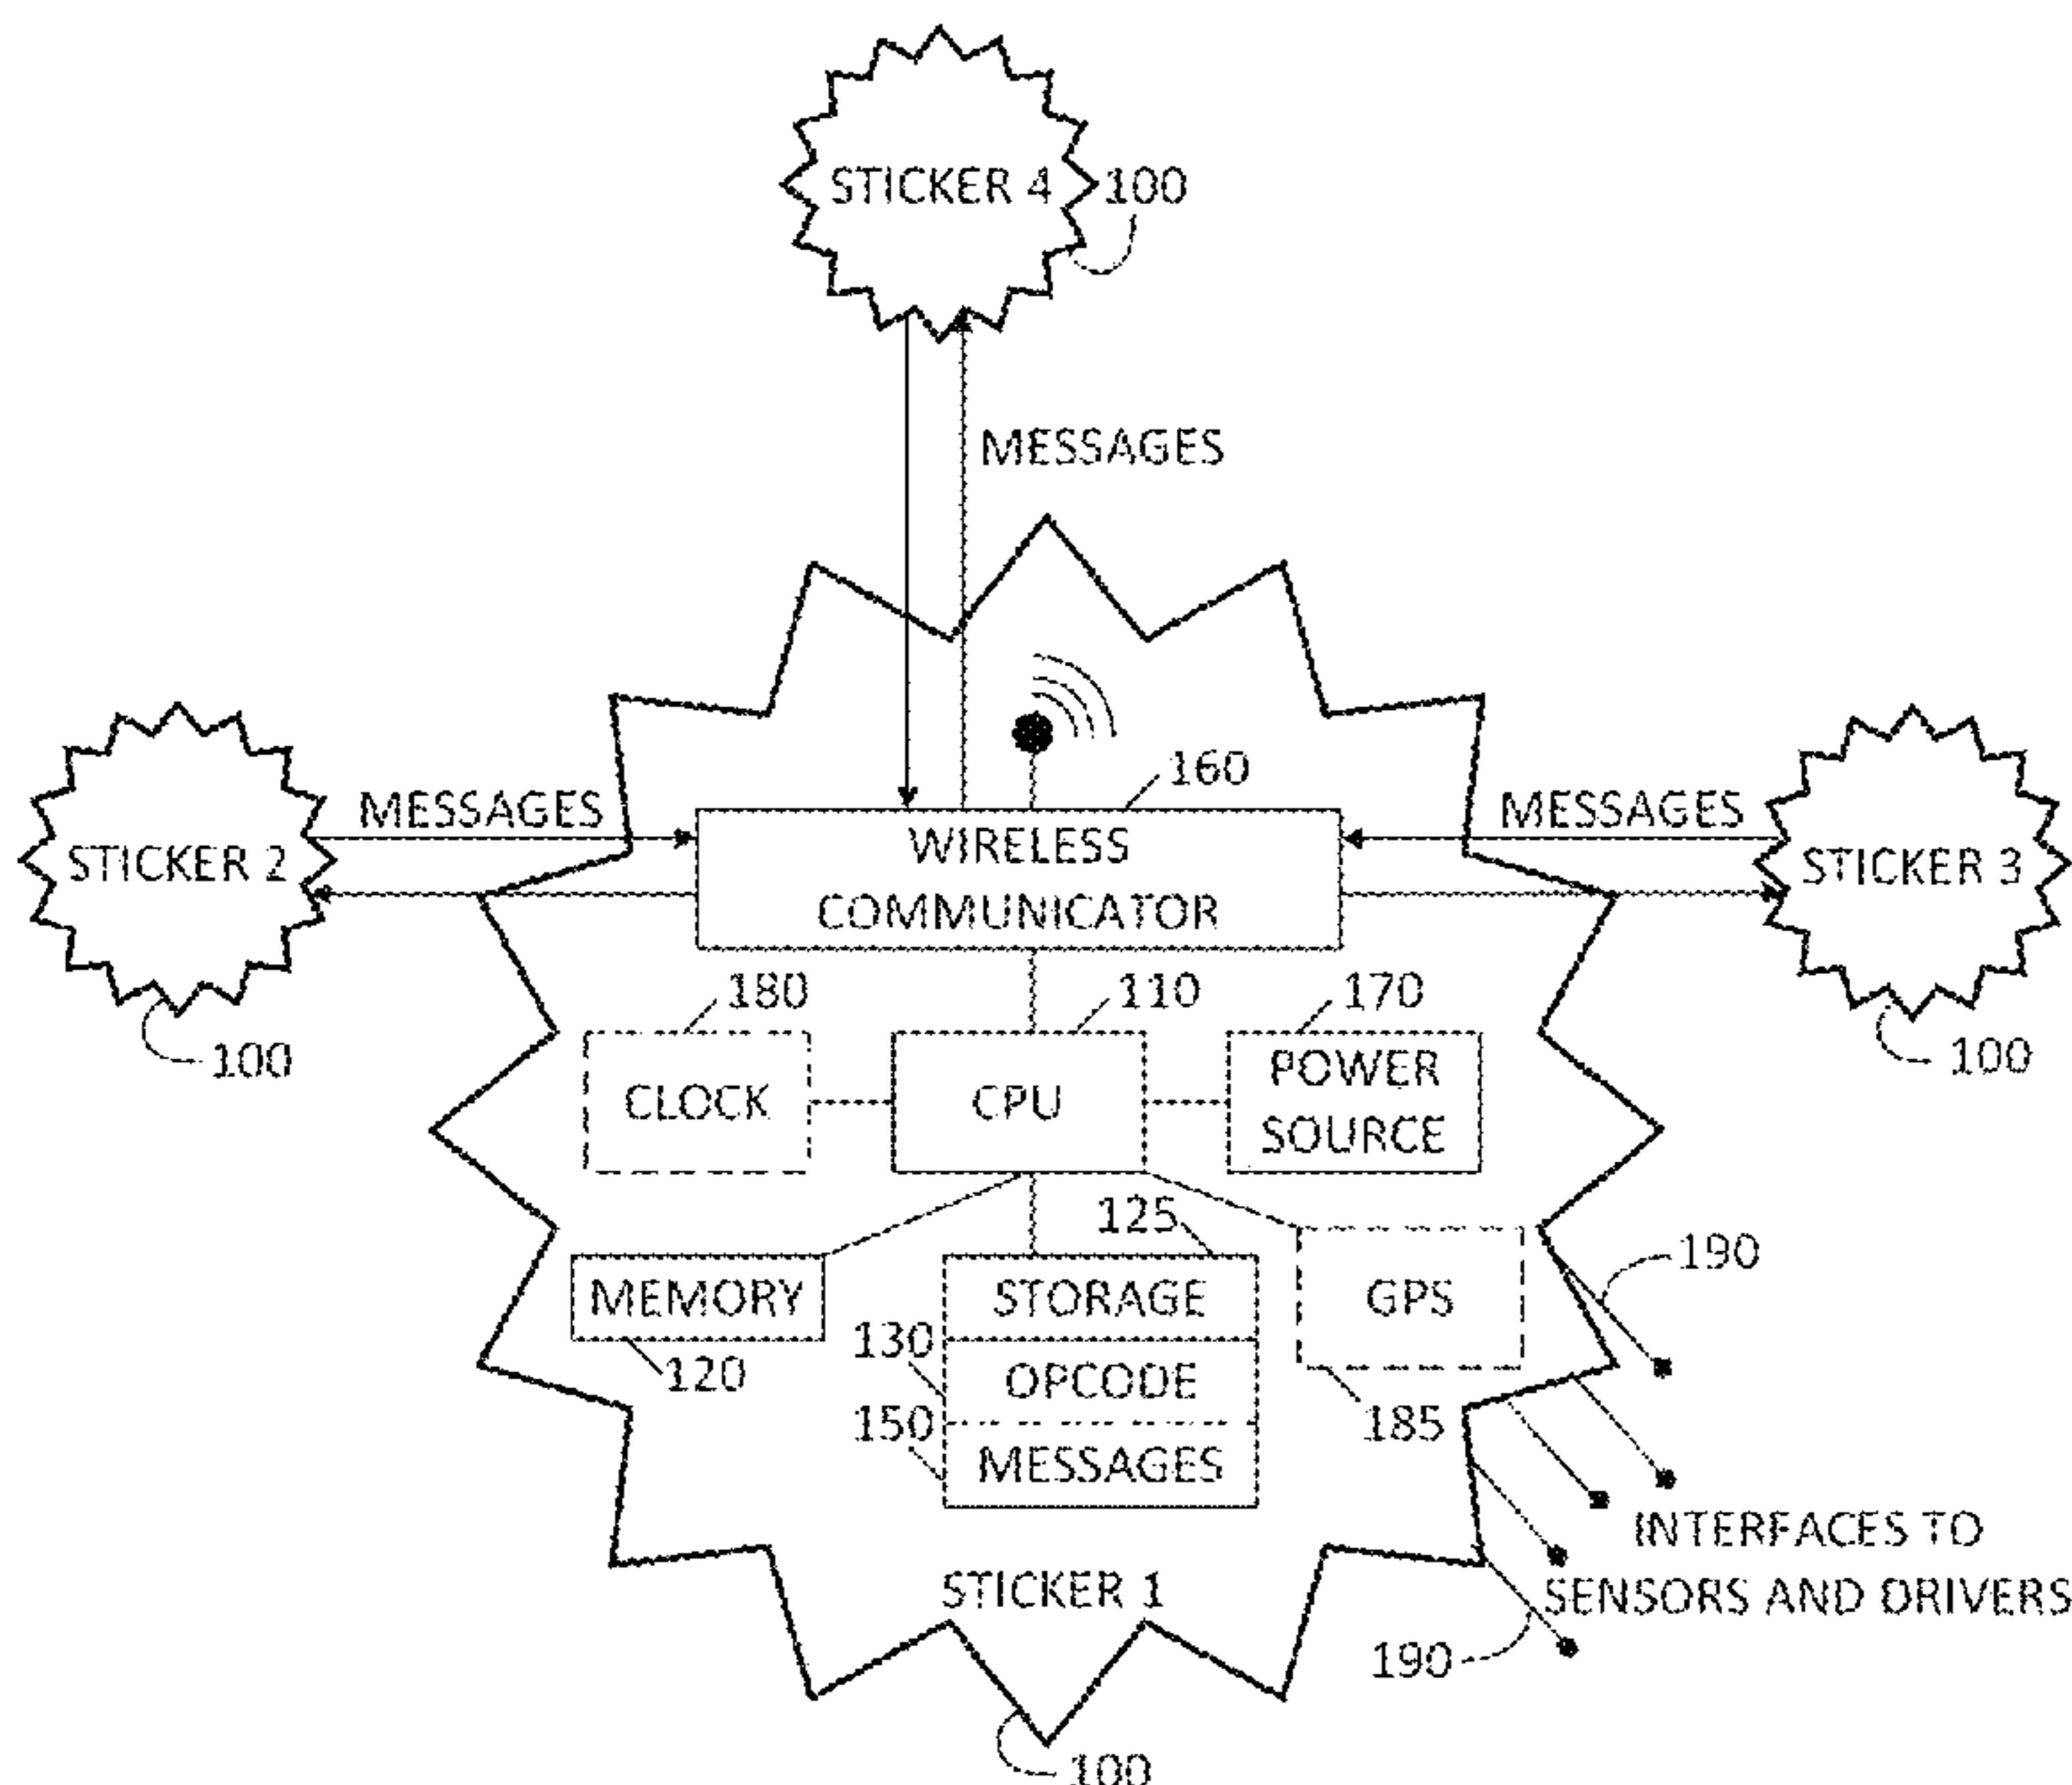 STICKER 4
100
MESSAGES
160
MESSAGES
MESSAGES
WIRELESS
COMMUNICATOR
STICKER 2
STICKER 3
180
110
170
100
100
CLOCK
CPU
POWER
SOURCE
125
190
MEMORY
STORAGE
GPS
130
120
OPCODE
150
185
MESSAGES
INTERFACES TO
SENSORS AND DRIVERS
STICKER 1
190
100